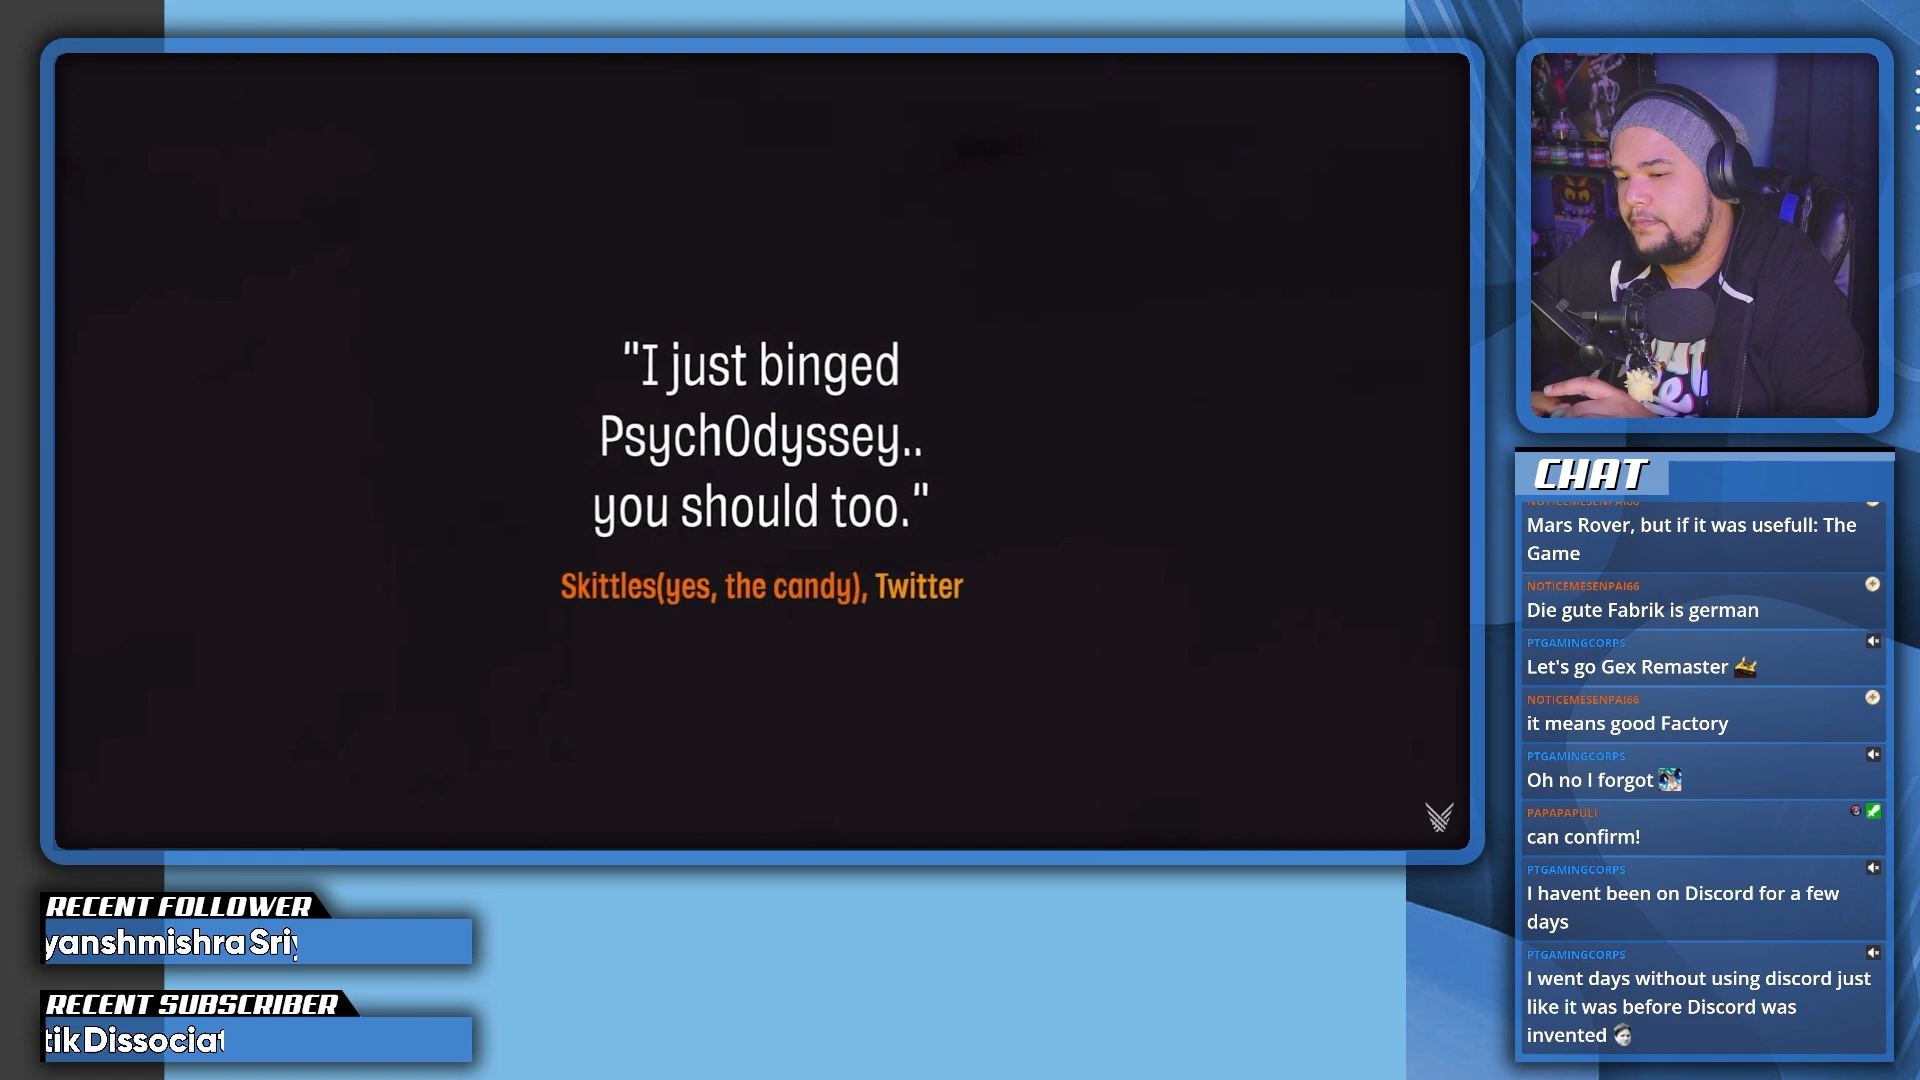 "I just binged
PsychOdyssey..
you should too."
Skittles(yes, the candy), Twitter
CHAT
NOTICEMESENPAI66
Mars Rover, but if it was usefull: The
Game
NOTICEMESENPAI66
Die gute Fabrik is german
PTGAMINGCORPS
Let's go Gex Remaster
NOTICEMESENPAI66
it means good Factory
PTGAMINGCORPS
Oh no I forgot
PAPAPAPULI
can confirm!
PTGAMINGCORPS
I havent been on Discord for a few
days
PTGAMINGCORPS
I went days without using discord just
like it was before Discord was
invented
RECENT FOLLOWER
yanshmishra Sriy
RECENT SUBSCRIBER
tik Dissociat